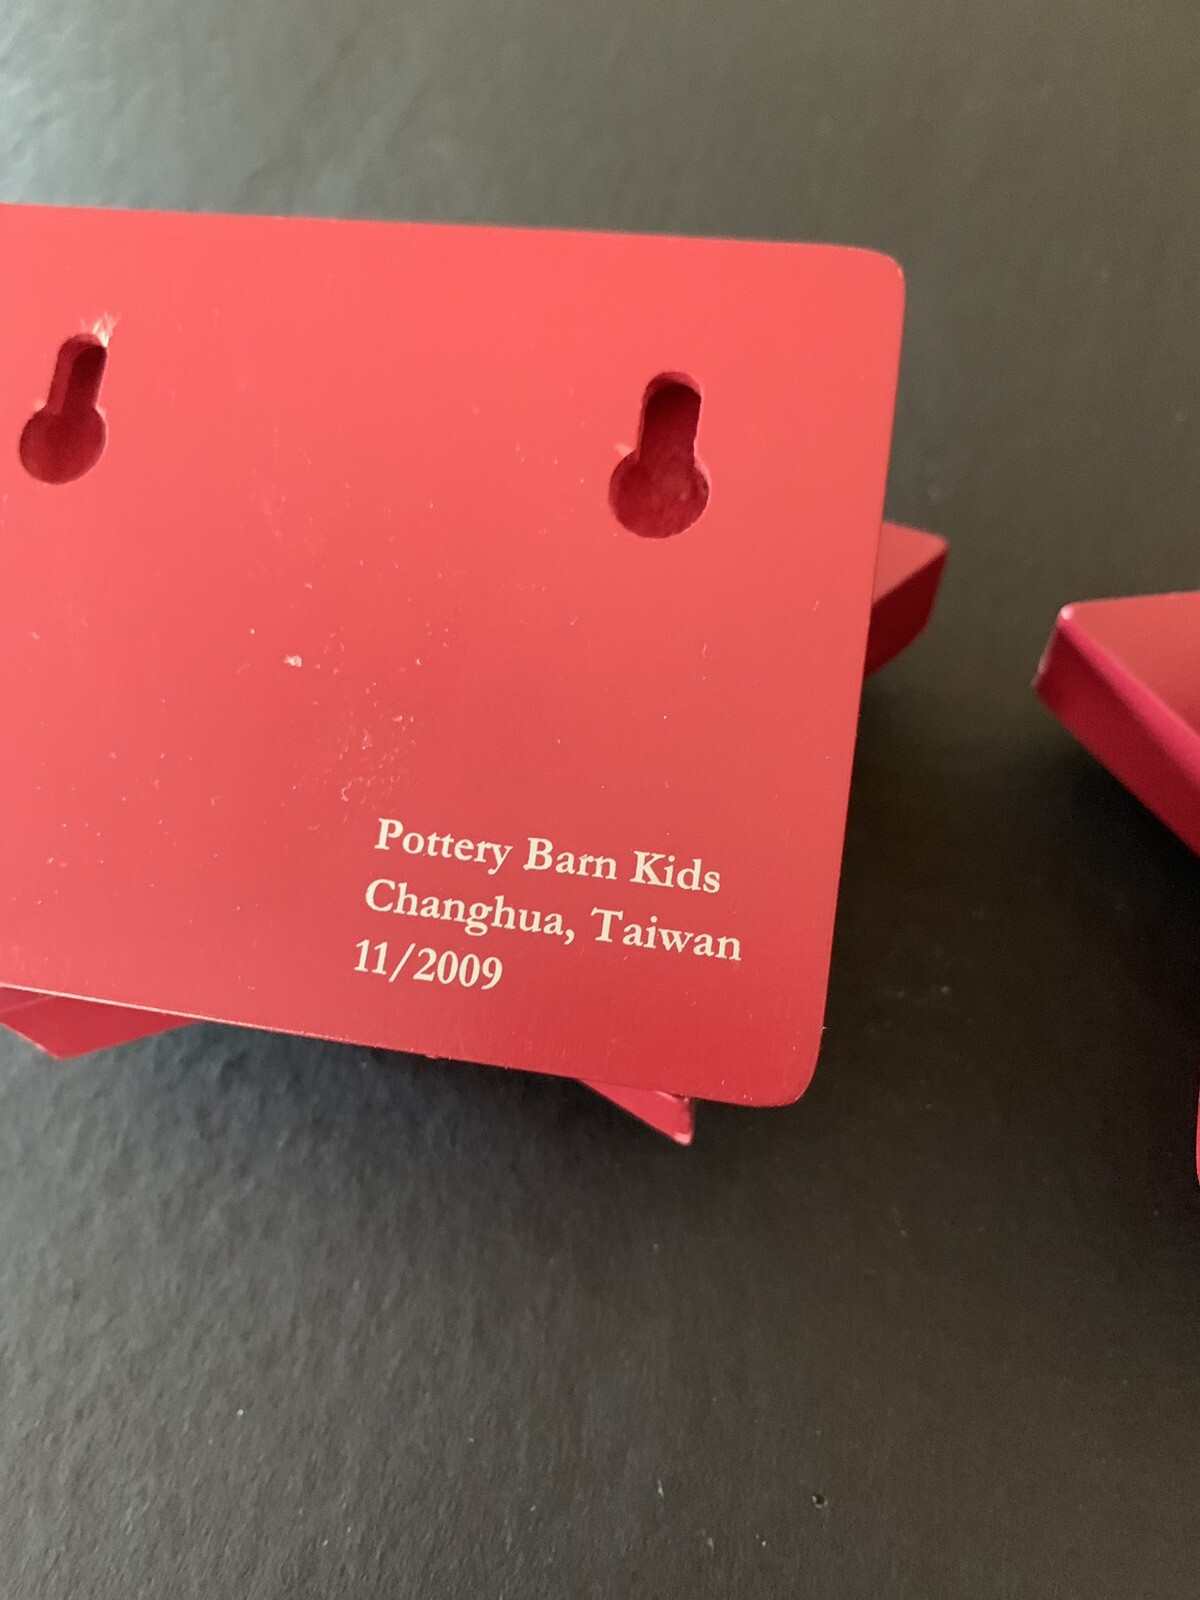 Pottery Barn Kids
Changhua, Taiwan
11/2009